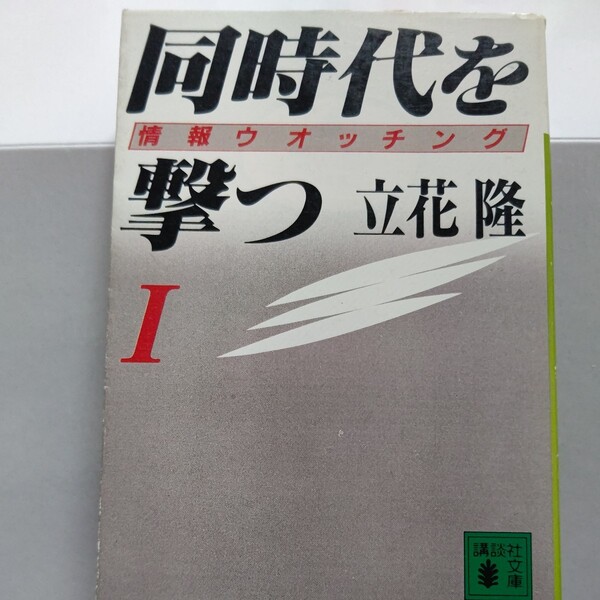 同時代を
情報ウオッチング
撃つ 立花 隆
I
講談社
文庫